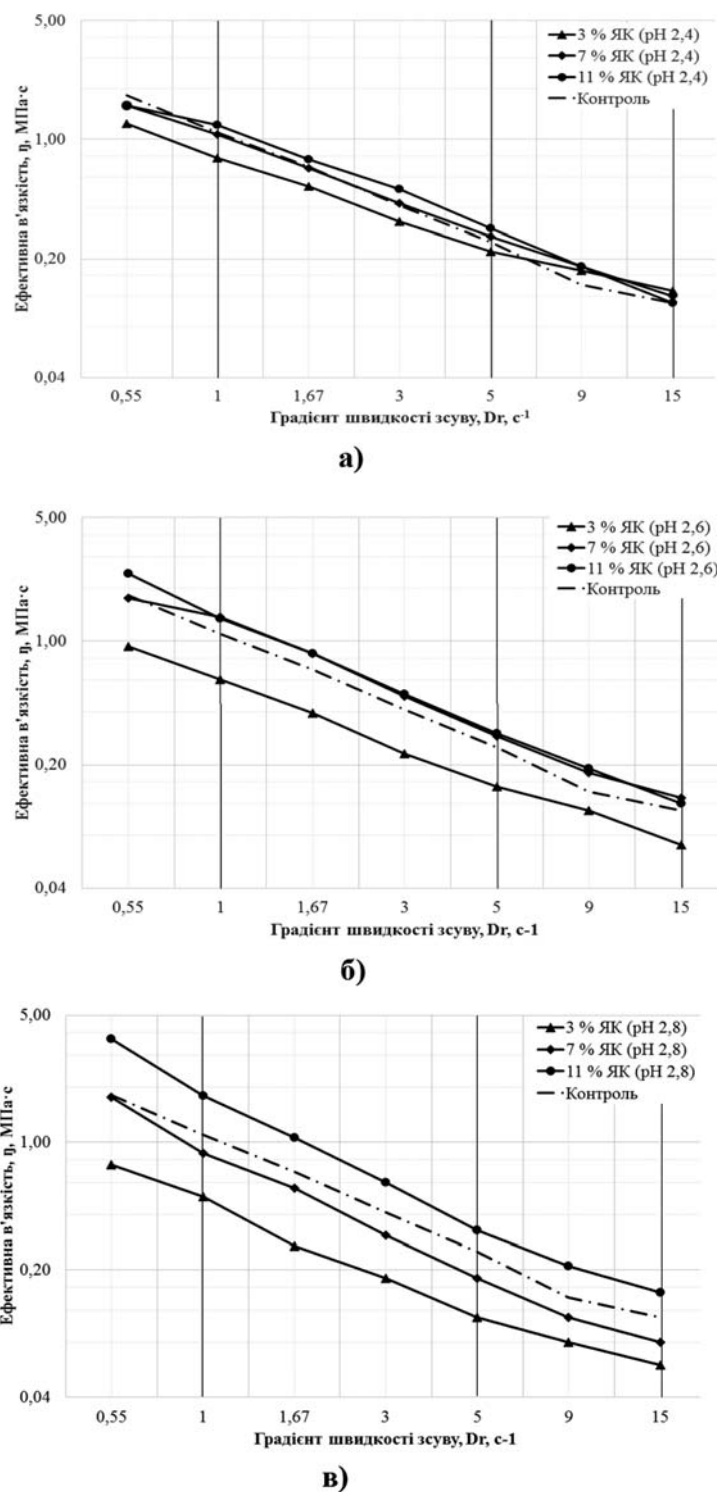 5,00
3 % ЯК (рН 2,4)
7 % ЯК (рН 2,4)
11 % ЯК (рН 2,4)
Контроль
1,00
0,20
0,04
Ефективна в'язкість, η, МПа·с
0,55 1 1,67 3 5 9 15
Градієнт швидкості зсуву, Dr, с-1
а)
5,00
3 % ЯК (рН 2,6)
7 % ЯК (рН 2,6)
11 % ЯК (рН 2,6)
Контроль
1,00
0,20
0,04
Ефективна в'язкість, η, МПа·с
0,55 1 1,67 3 5 9 15
Градієнт швидкості зсуву, Dr, с-1
б)
5,00
3 % ЯК (рН 2,8)
7 % ЯК (рН 2,8)
11 % ЯК (рН 2,8)
Контроль
1,00
0,20
0,04
Ефективна в'язкість, η, МПа·с
0,55 1 1,67 3 5 9 15
Градієнт швидкості зсуву, Dr, с-1
в)